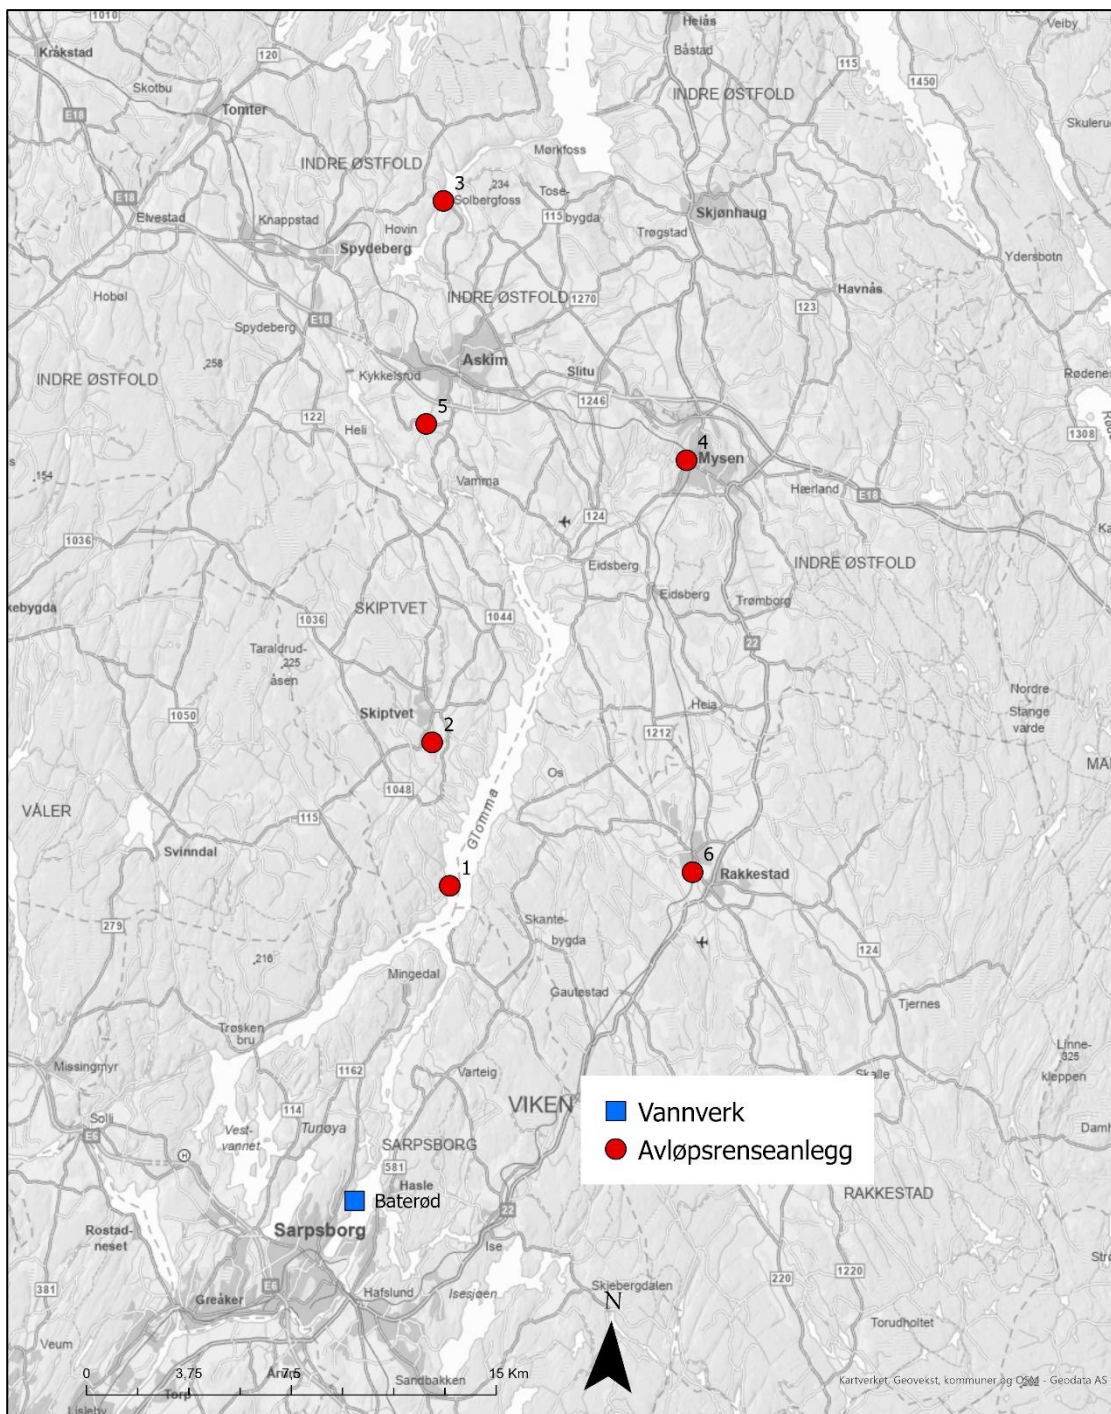 1010
Heiås
Veiby
Kråkstad
120
Båstad
115
Skotbu
1450
INDRE ØSTFOLD
Tomter
E18
Skulerud
Mørkfoss
INDRE ØSTFOLD
3
234
Solbergfoss
Tose-
bygda
115
Skjønhaug
E18
Elvestad
Knappstad
Hovin
Trøgstad
Spydeberg
Ydersbotn
Havnås
Hobøl
INDRE ØSTFOLD
1270
123
Spydeberg
E18
Askim
258
INDRE ØSTFOLD
Kykkelsrud
Slitu
Rødenes
1246
5
122
Heli
1308
4
Mysen
154
Vamma
Hærland
E18
124
1036
Eidsberg
INDRE ØSTFOLD
Eidsberg
Trømborg
SKIPTVET
1044
1036
22
Taraldrud-
225
åsen
Nordre
Stange
varde
1050
Skiptvet
Heia
2
1212
Os
1048
Glomma
VÅLER
115
Svinndal
6
1
Rakkestad
Skante-
bygda
279
124
216
Mingedal
Gautestad
Tjernes
Trøsken
bru
Linne-
325
kleppen
Missingmyr
1162
Varteig
Skalle
Solli
VIKEN
Vannverk
114
Tunøya
Vest-
vannet
E6
SARPSBORG
Avløpsrenseanlegg
H
581
Hasle
RAKKESTAD
Baterød
22
Rostad-
neset
Sarpsborg
Ise
1220
220
E6
Skjebergdalen
381
Greåker
Hafslund
Isesjøen
N
Torudholtet
Veum
0
3,75
7,5
15 Km
Sandbakken
Torp
Lisleby
Kartverket, Geovekst, kommuner og OSM - Geodata AS